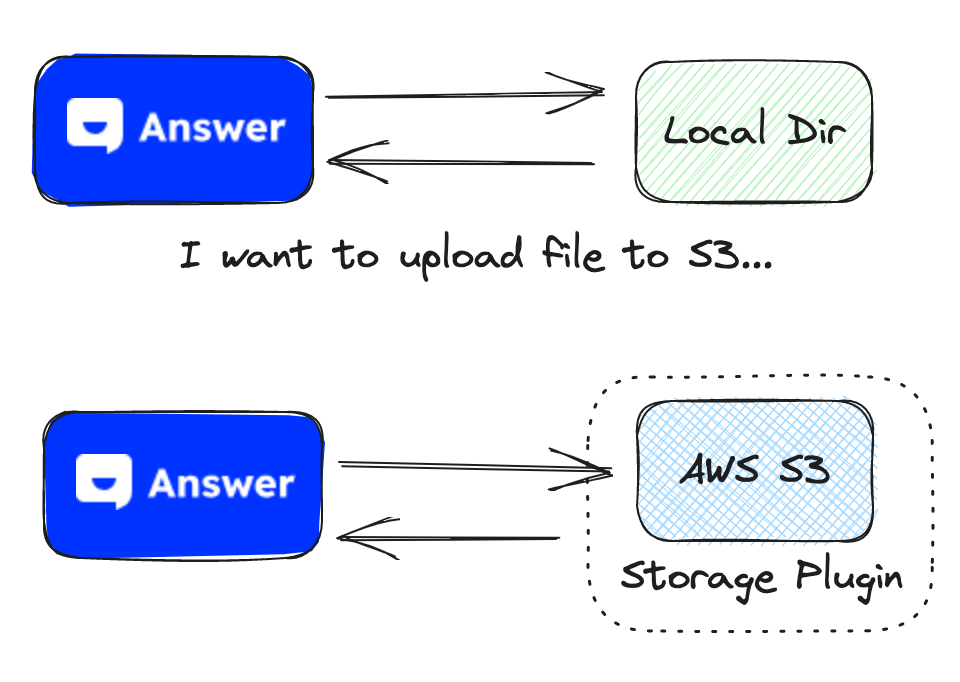 Answer
Local Dir
I want to upload file to S3...
Answer
AWS S3
Storage Plugin